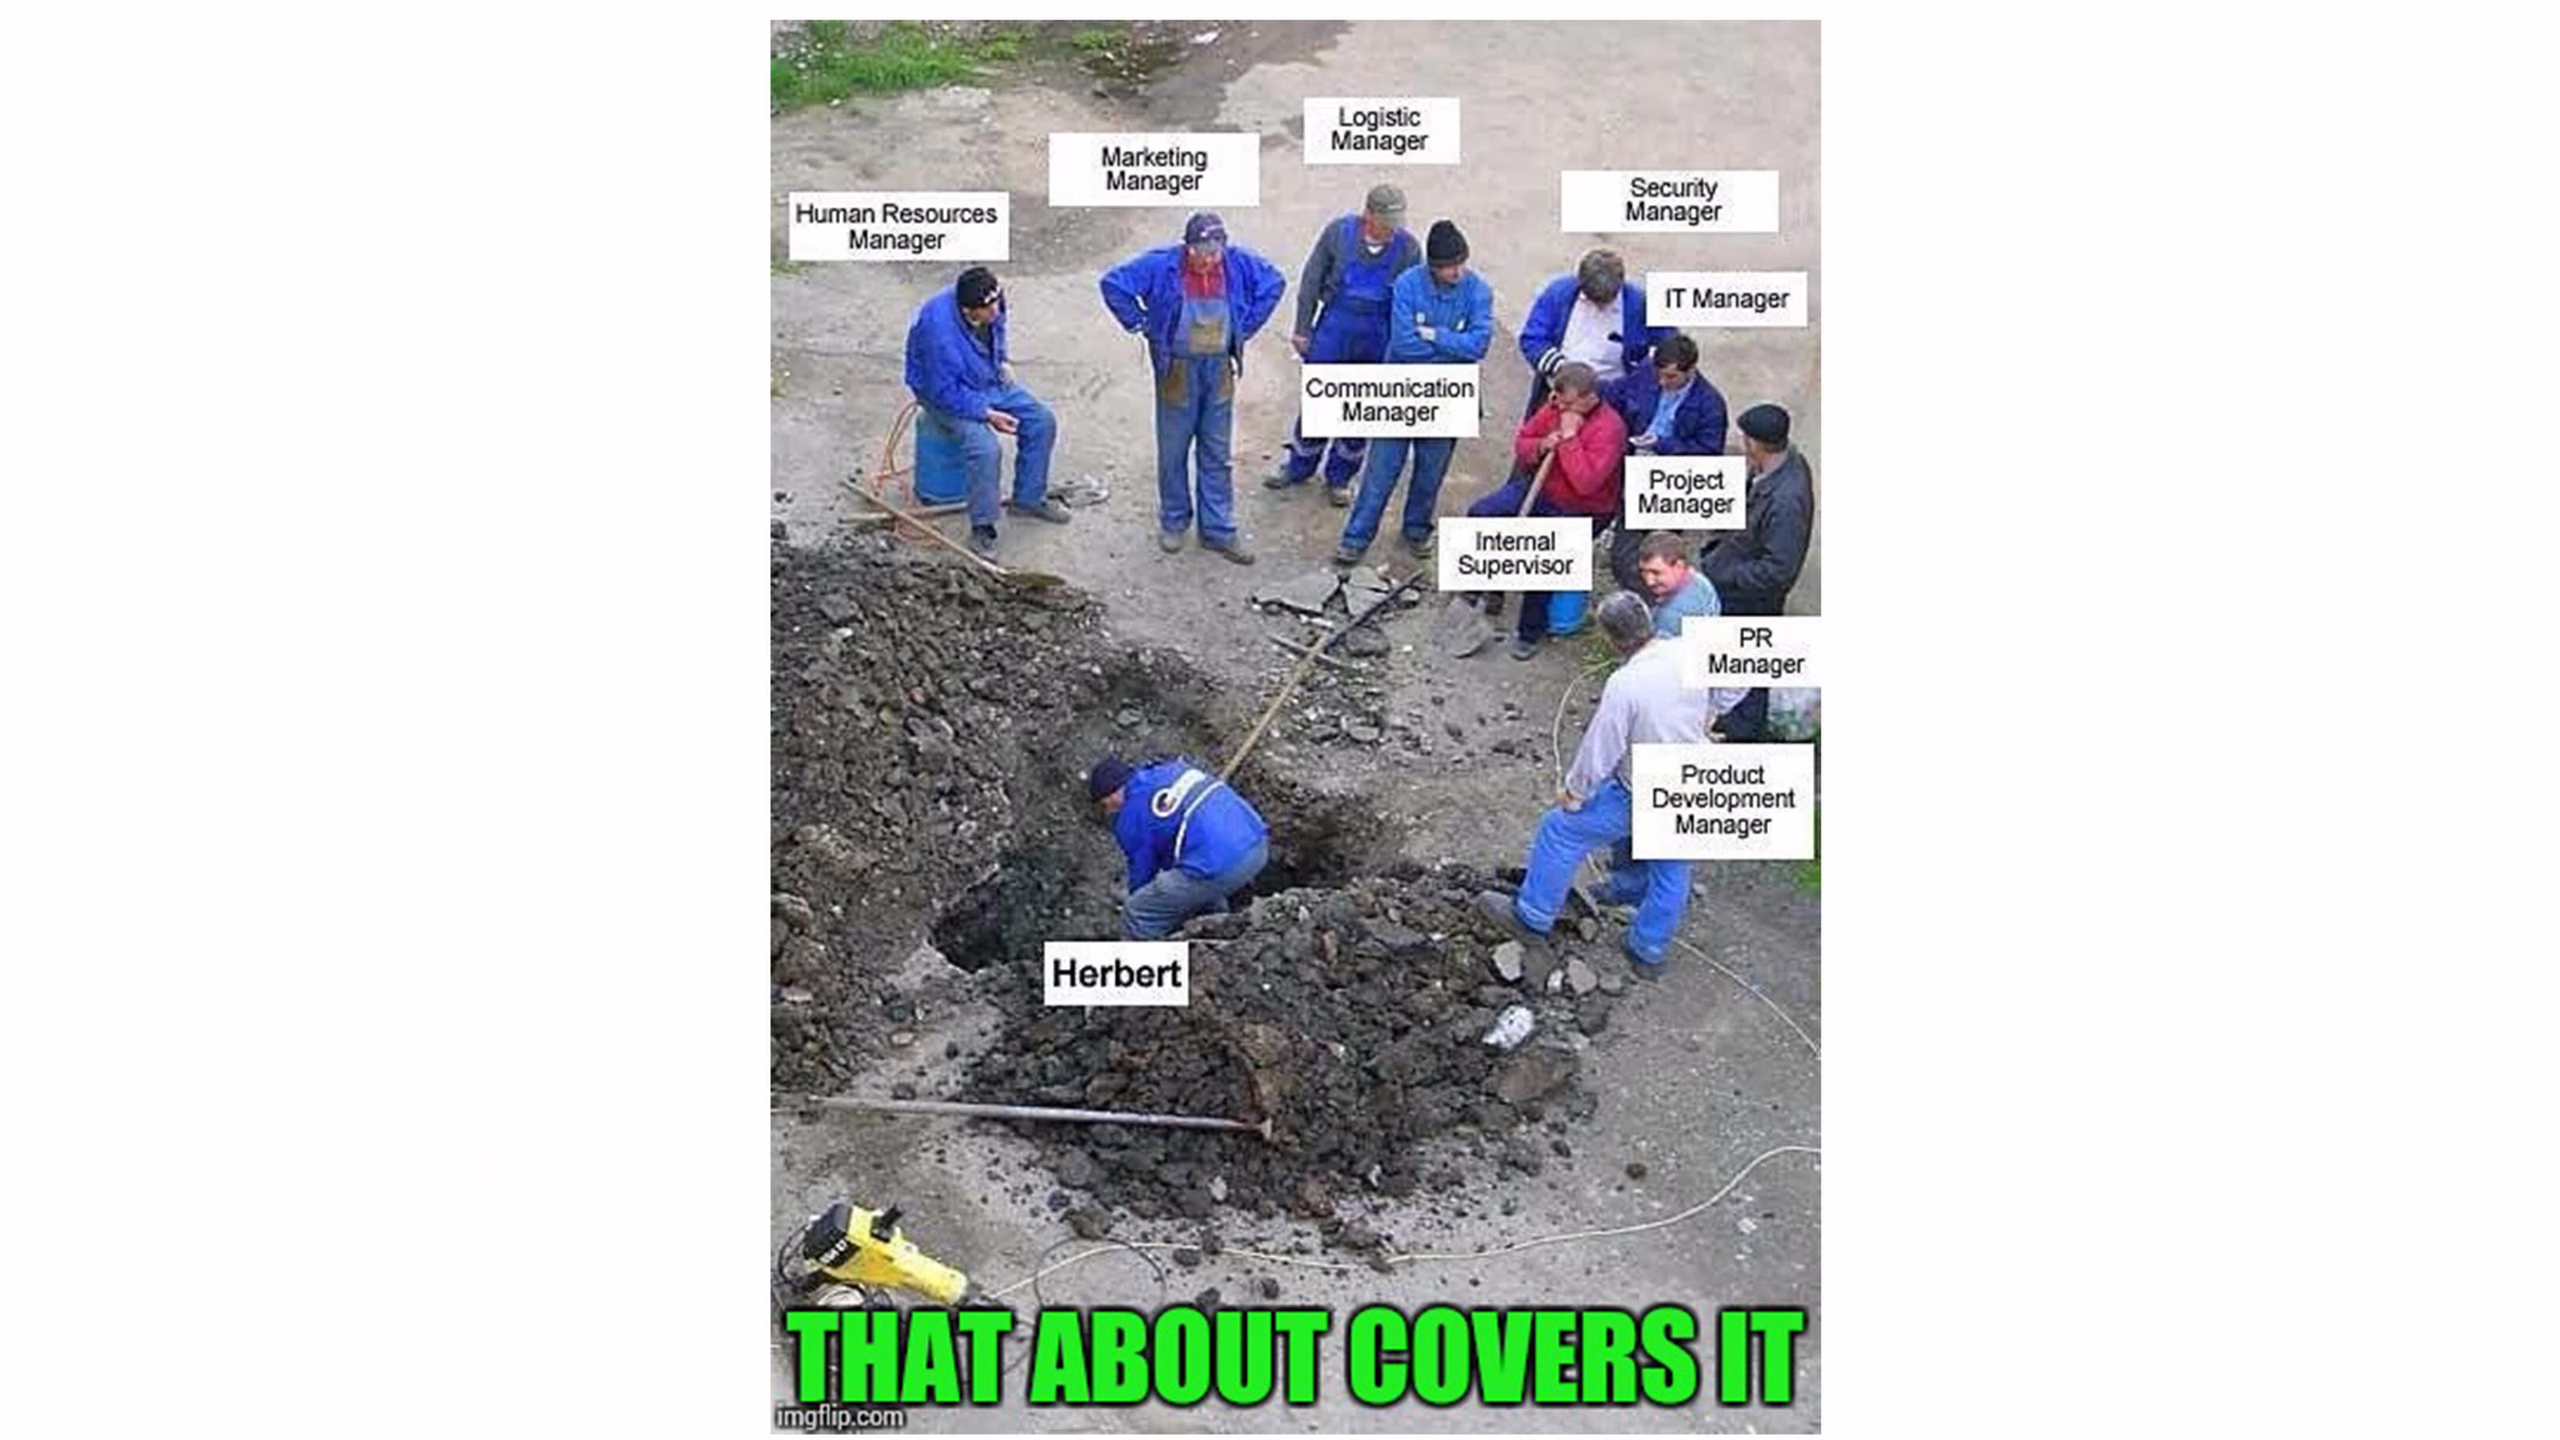 Logistic
Manager
Marketing
Manager
Security
Manager
Human Resources
Manager
IT Manager
Communication
Manager
Project
Manager
Internal
Supervisor
PR
Manager
Product
Development
Manager
Herbert
THAT ABOUT COVERS IT
imgflip.com